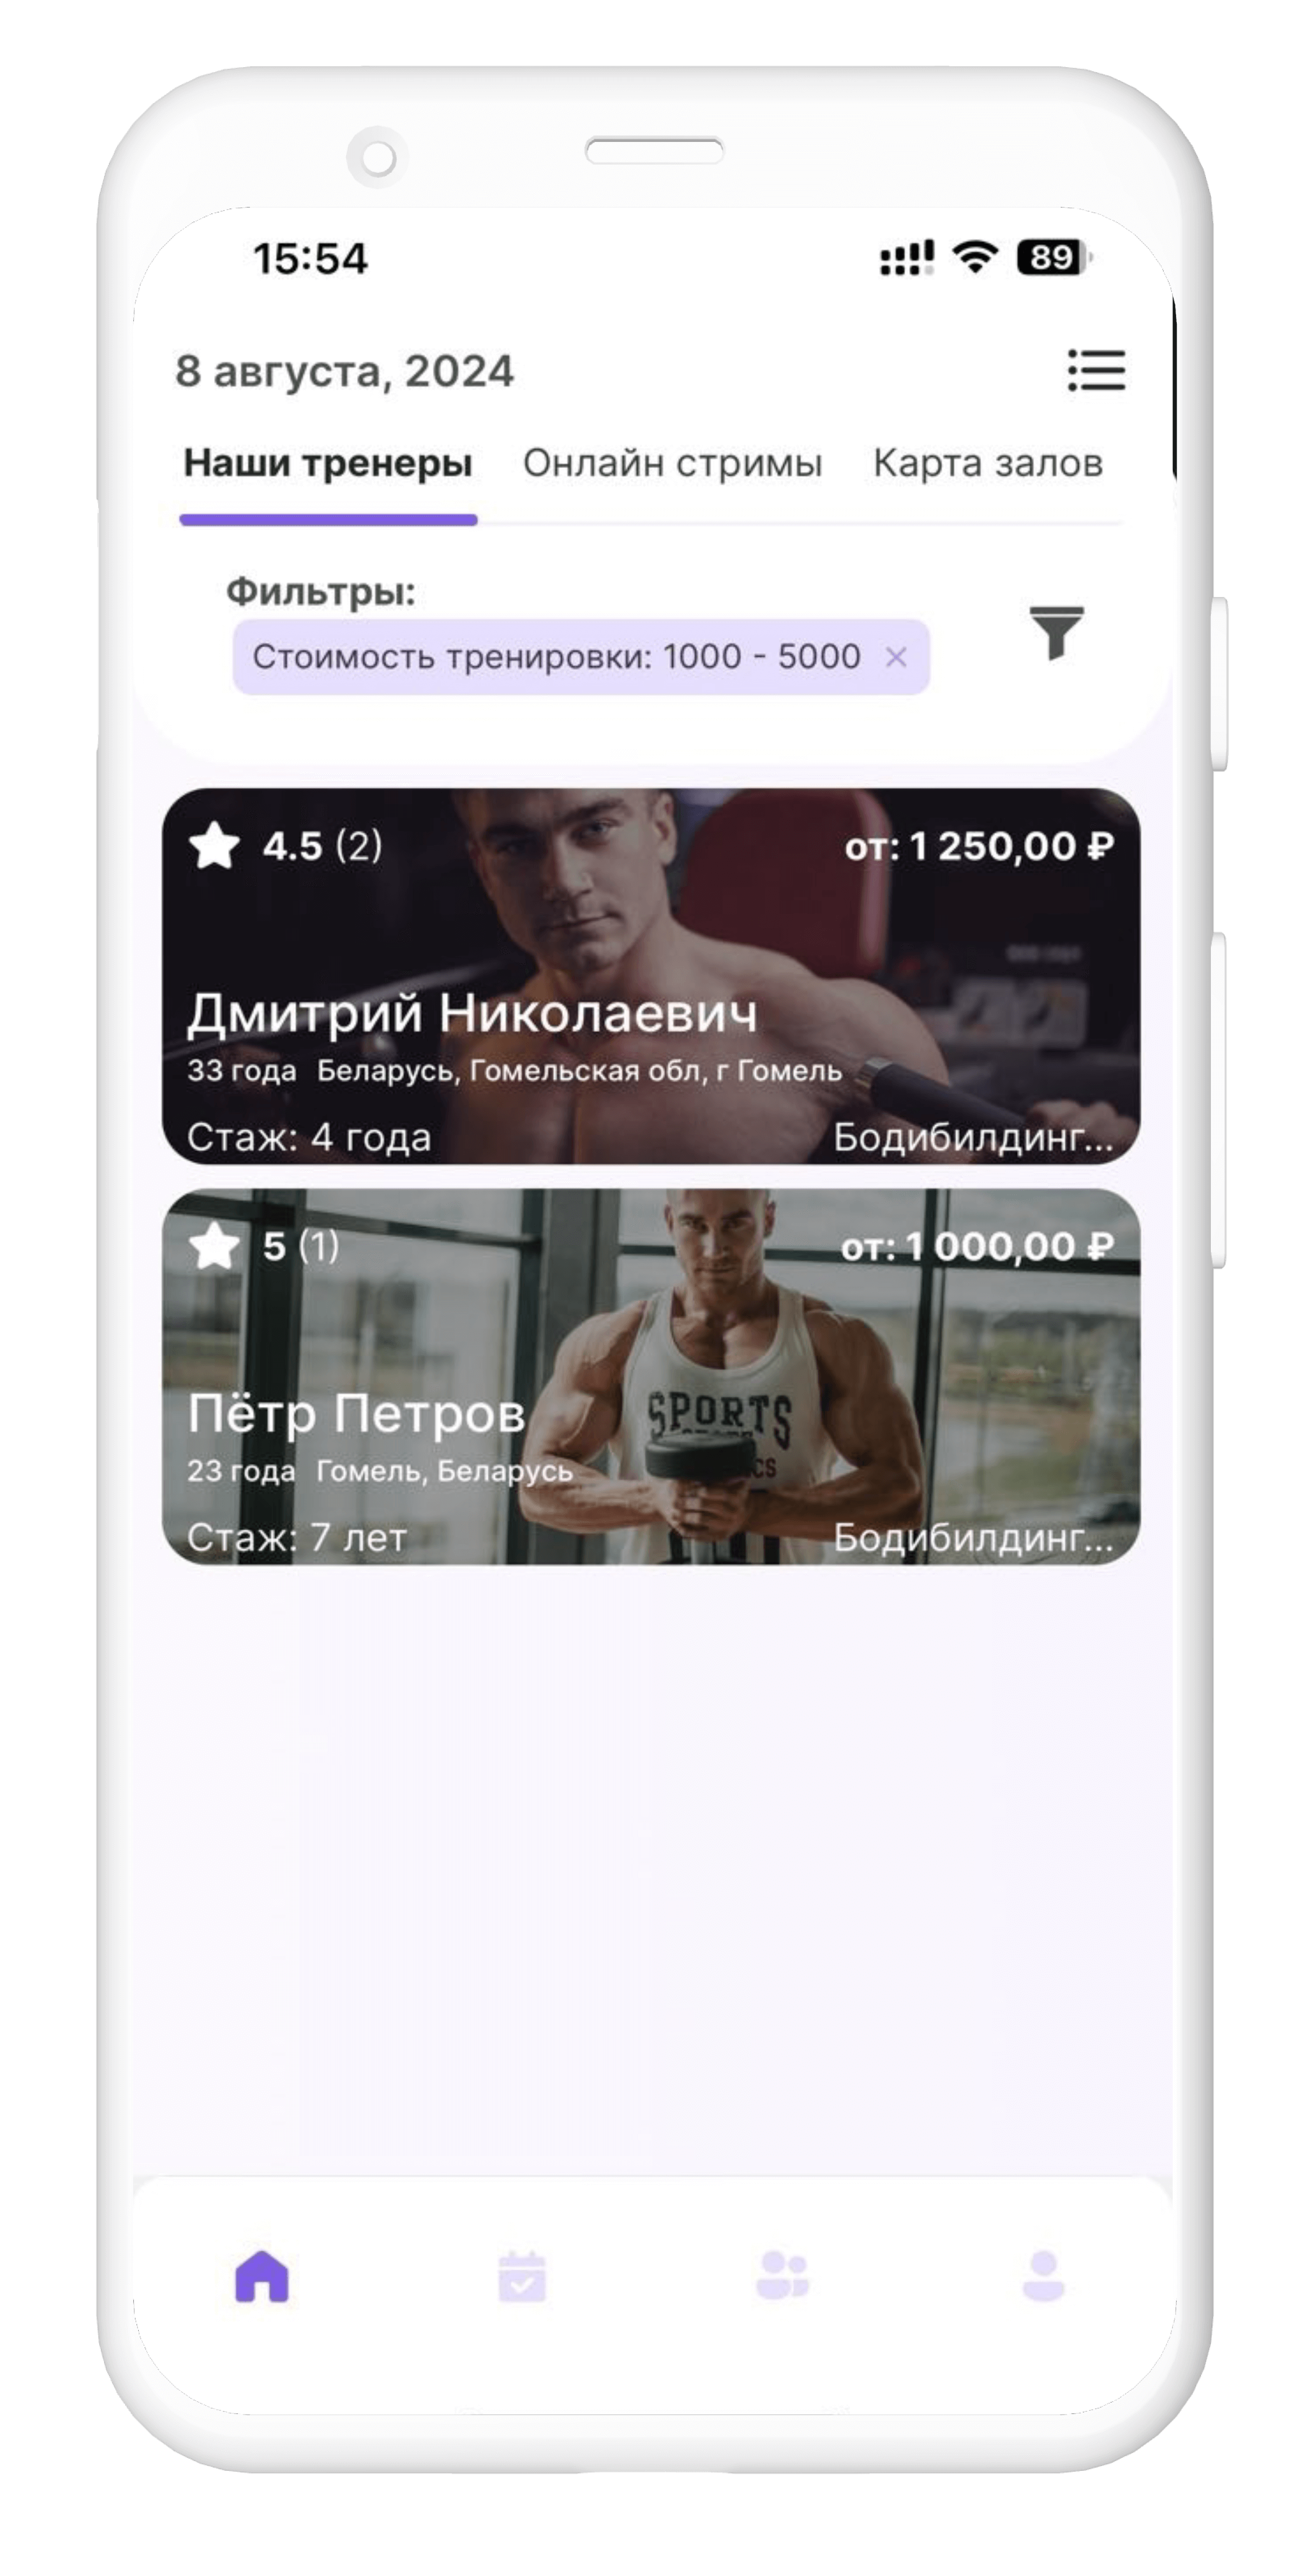 15:54
89
8 августа, 2024
Наши тренеры Онлайн стримы Карта залов
Фильтры:
Стоимость тренировки: 1000 - 5000 ×
4.5 (2) от: 1 250,00 ₽
Дмитрий Николаевич
33 года Беларусь, Гомельская обл, г Гомель
Стаж: 4 года Бодибилдинг...
5 (1) от: 1 000,00 ₽
SPORTS
Пётр Петров
23 года Гомель, Беларусь
Стаж: 7 лет Бодибилдинг...